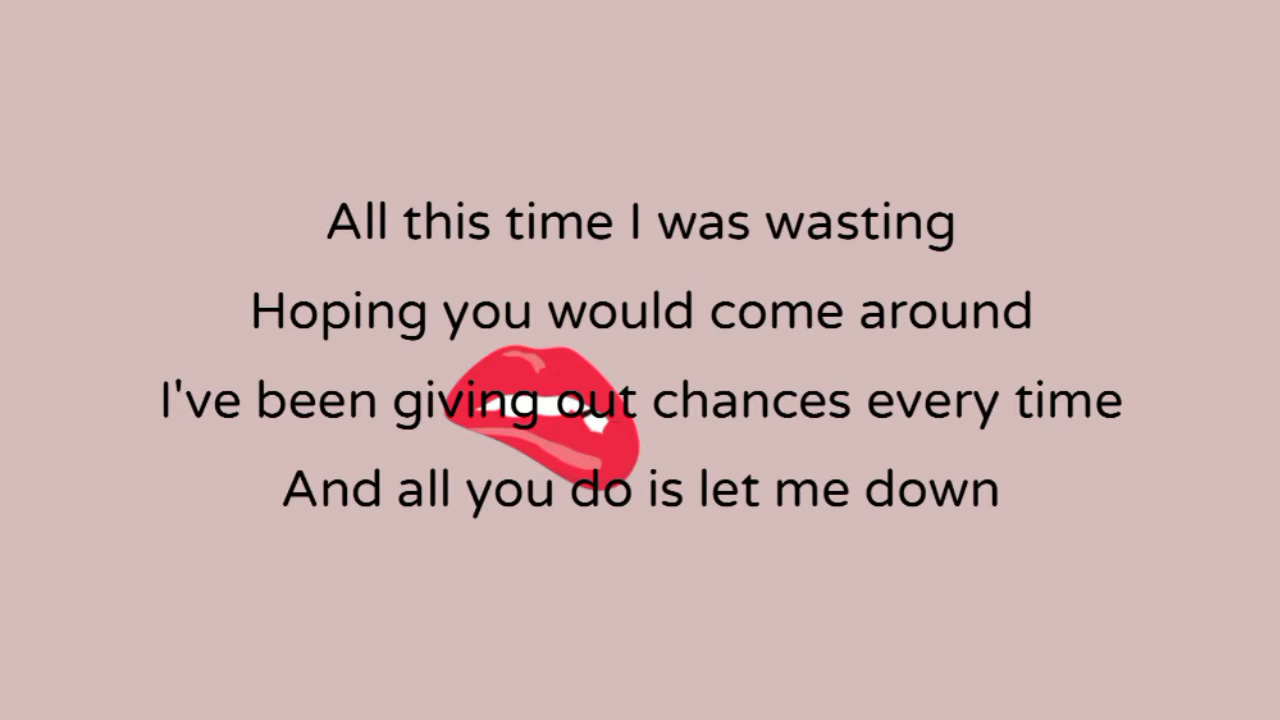 All this time I was wasting
Hoping you would come around
I've been giving out chances every time
And all you do is let me down